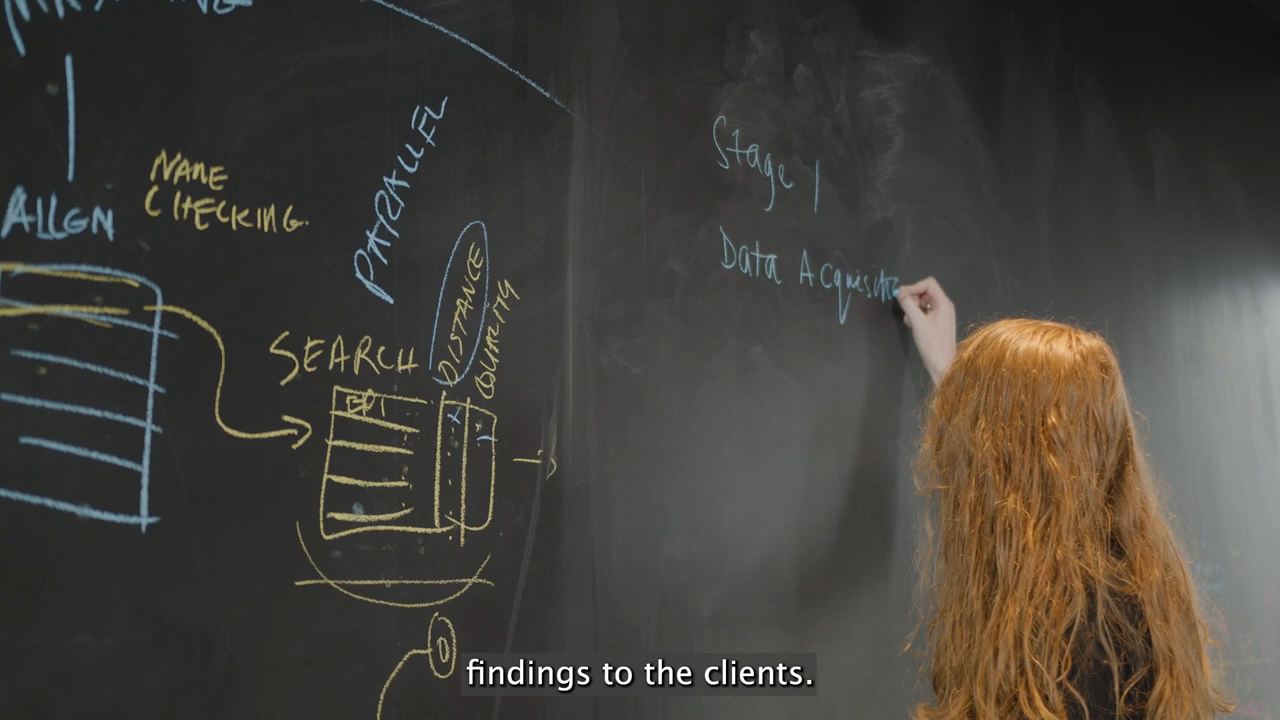 ALIGN
NAME
CHECKING.
PARALLEL
SEARCH
DISTANCE
QUALITY
Stage 1
Data Acquisitio
findings to the clients.